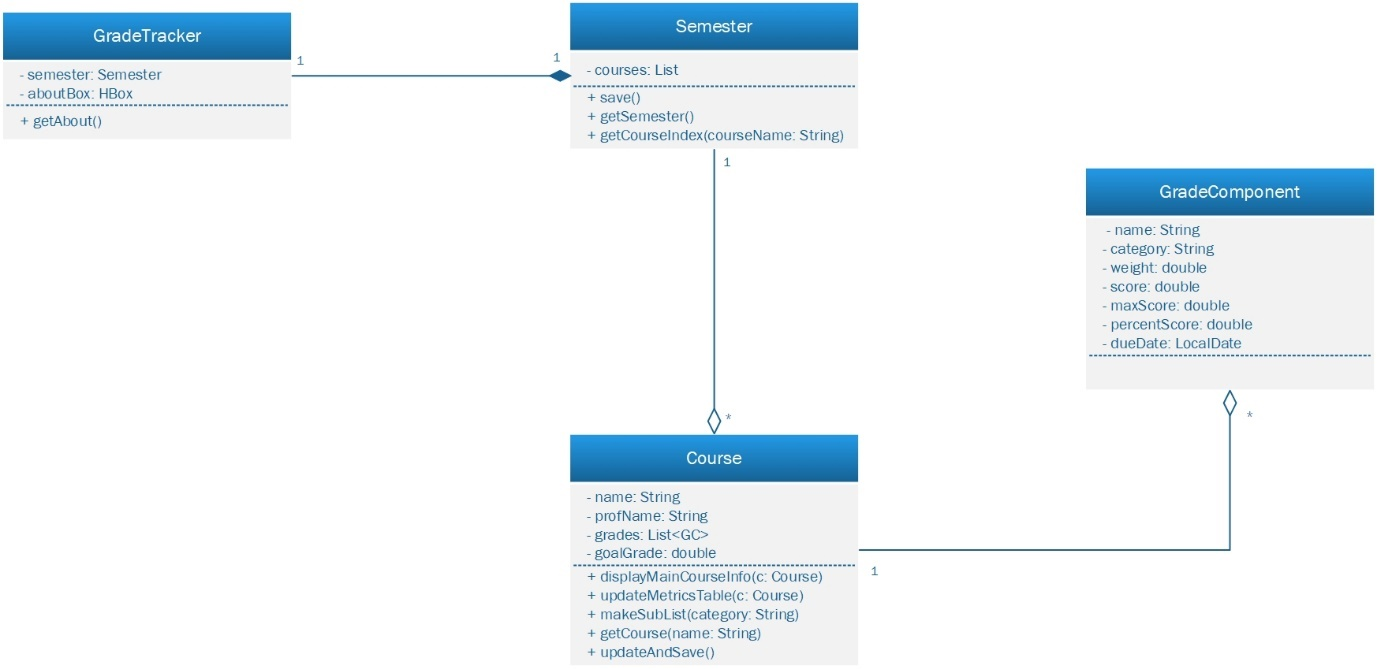 GradeTracker
- semester: Semester
- aboutBox: HBox
+ getAbout()
1
1
Semester
- courses: List
+ save()
+ getSemester()
+ getCourseIndex(courseName: String)
1
GradeComponent
- name: String
- category: String
- weight: double
- score: double
- maxScore: double
- percentScore: double
- dueDate: LocalDate
*
*
Course
- name: String
- profName: String
- grades: List<GC>
- goalGrade: double
+ displayMainCourseInfo(c: Course)
+ updateMetricsTable(c: Course)
+ makeSubList(category: String)
+ getCourse(name: String)
+ updateAndSave()
1